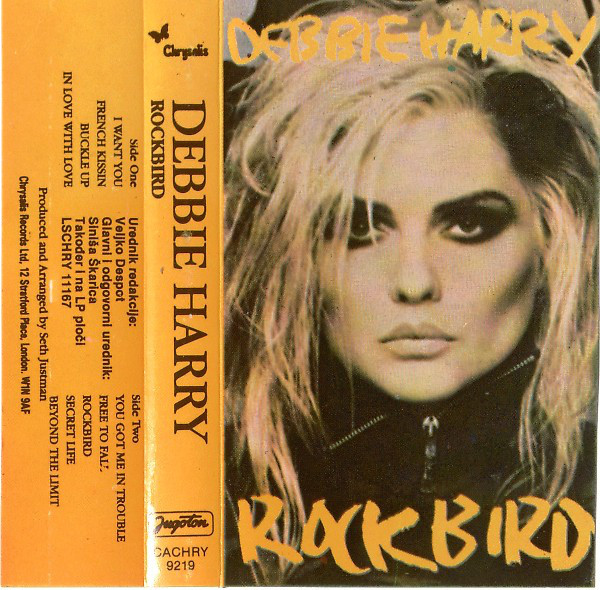 Side One
I WANT YOU
FRENCH KISSIN
BUCKLE UP
IN LOVE WITH LOVE
Side Two
YOU GOT ME IN TROUBLE
FREE TO FALL
ROCKBIRD
SECRET LIFE
BEYOND THE LIMIT
Urednik redakcije:
Veljko Despot
Glavni i odgovorni urednik:
Siniša Škarica
Također i na LP ploči
LSCHRY 11167
Produced and Arranged by Seth Justman
Chrysalis Records Ltd, 12 Stratford Place, London, W1N 9AF
Chrysalis
DEBBIE HARRY
ROCKBIRD
Jugoton
CACHRY
9219
DEBBIE HARRY
ROCKBIRD